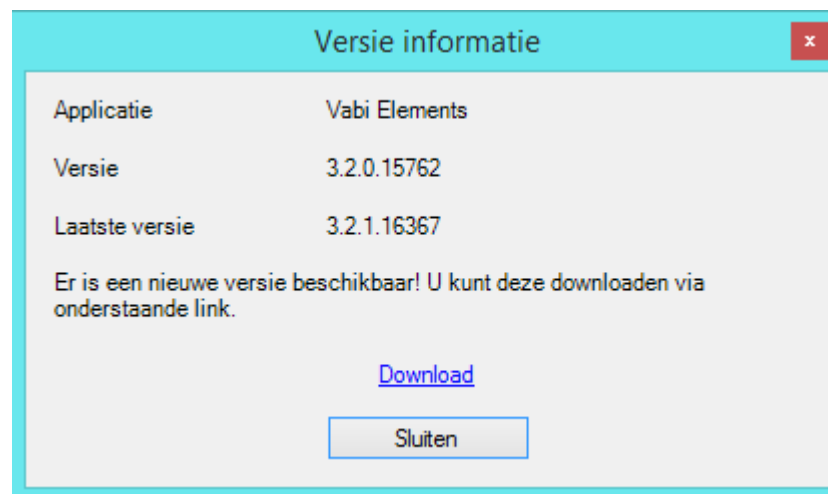 Versie informatie
x
Applicatie Vabi Elements
Versie 3.2.0.15762
Laatste versie 3.2.1.16367
Er is een nieuwe versie beschikbaar! U kunt deze downloaden via
onderstaande link.
Download
Sluiten